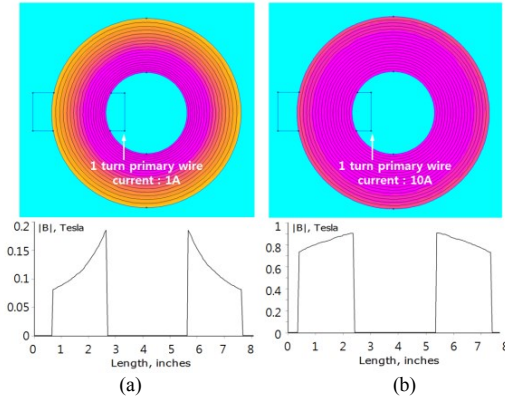 1 turn primary wire
current : 1A
1 turn primary wire
current : 10A
|B|, Tesla
0.2
0.15
0.1
0.05
0
0 1 2 3 4 5 6 7 8
Length, inches
(a)
|B|, Tesla
1
0.8
0.6
0.4
0.2
0
0 1 2 3 4 5 6 7 8
Length, inches
(b)